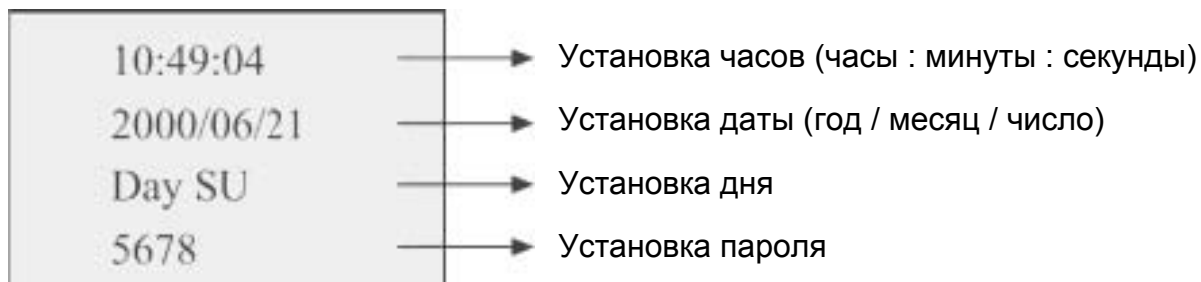 10:49:04 Установка часов (часы : минуты : секунды)
2000/06/21 Установка даты (год / месяц / число)
Day SU Установка дня
5678 Установка пароля